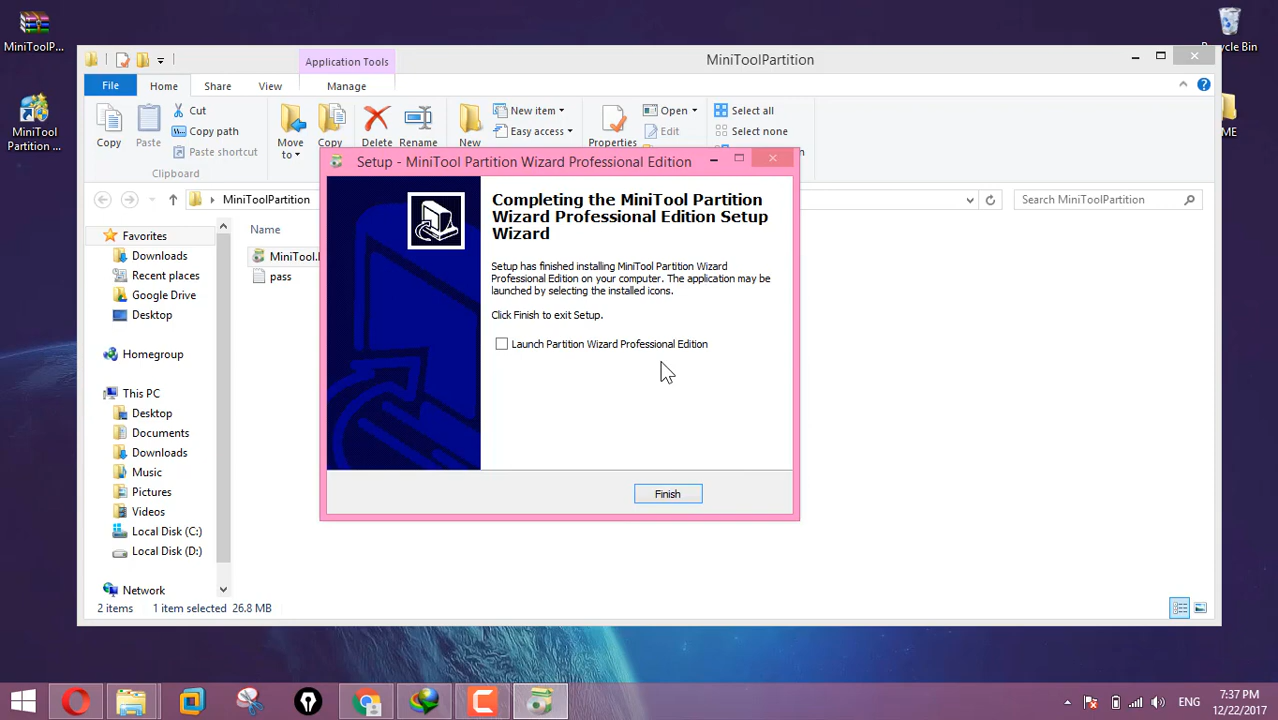 MiniToolP...
Recycle Bin
MiniTool
Partition ...
Application Tools
MiniToolPartition
File
Home
Share
View
Manage
Copy
Paste
Cut
Copy path
Paste shortcut
Clipboard
Move
to
Copy
Delete
Rename
New
New item
Easy access
Properties
Open
Edit
Select all
Select none
MiniToolPartition
Search MiniToolPartition
Favorites
Downloads
Recent places
Google Drive
Desktop
Homegroup
This PC
Desktop
Documents
Downloads
Music
Pictures
Videos
Local Disk (C:)
Local Disk (D:)
Network
Name
pass
Setup - MiniTool Partition Wizard Professional Edition
Completing the MiniTool Partition
Wizard Professional Edition Setup
Wizard
Setup has finished installing MiniTool Partition Wizard
Professional Edition on your computer. The application may be
launched by selecting the installed icons.
Click Finish to exit Setup.
Launch Partition Wizard Professional Edition
Finish
2 items
1 item selected 26.8 MB
ENG
7:37 PM
12/22/2017